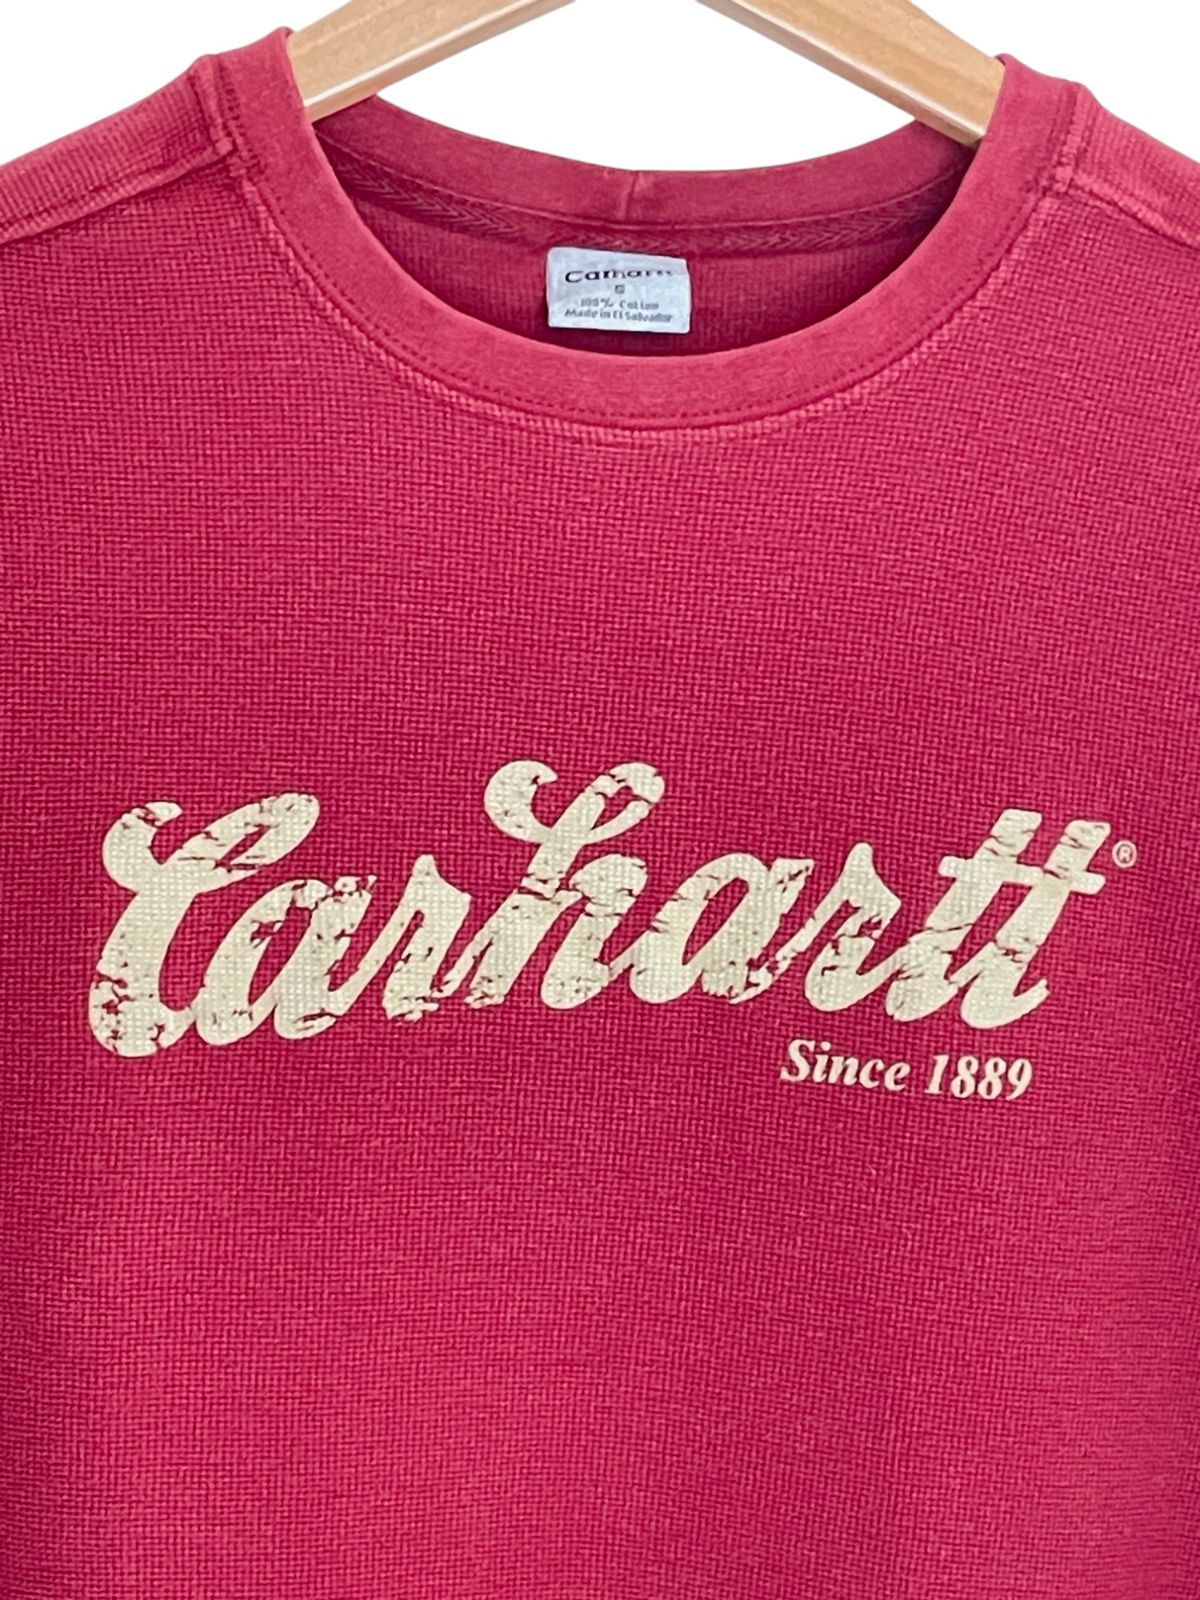 Carhartt
S
100% Cotton
Made in El Salvador
Carhartt®
Since 1889